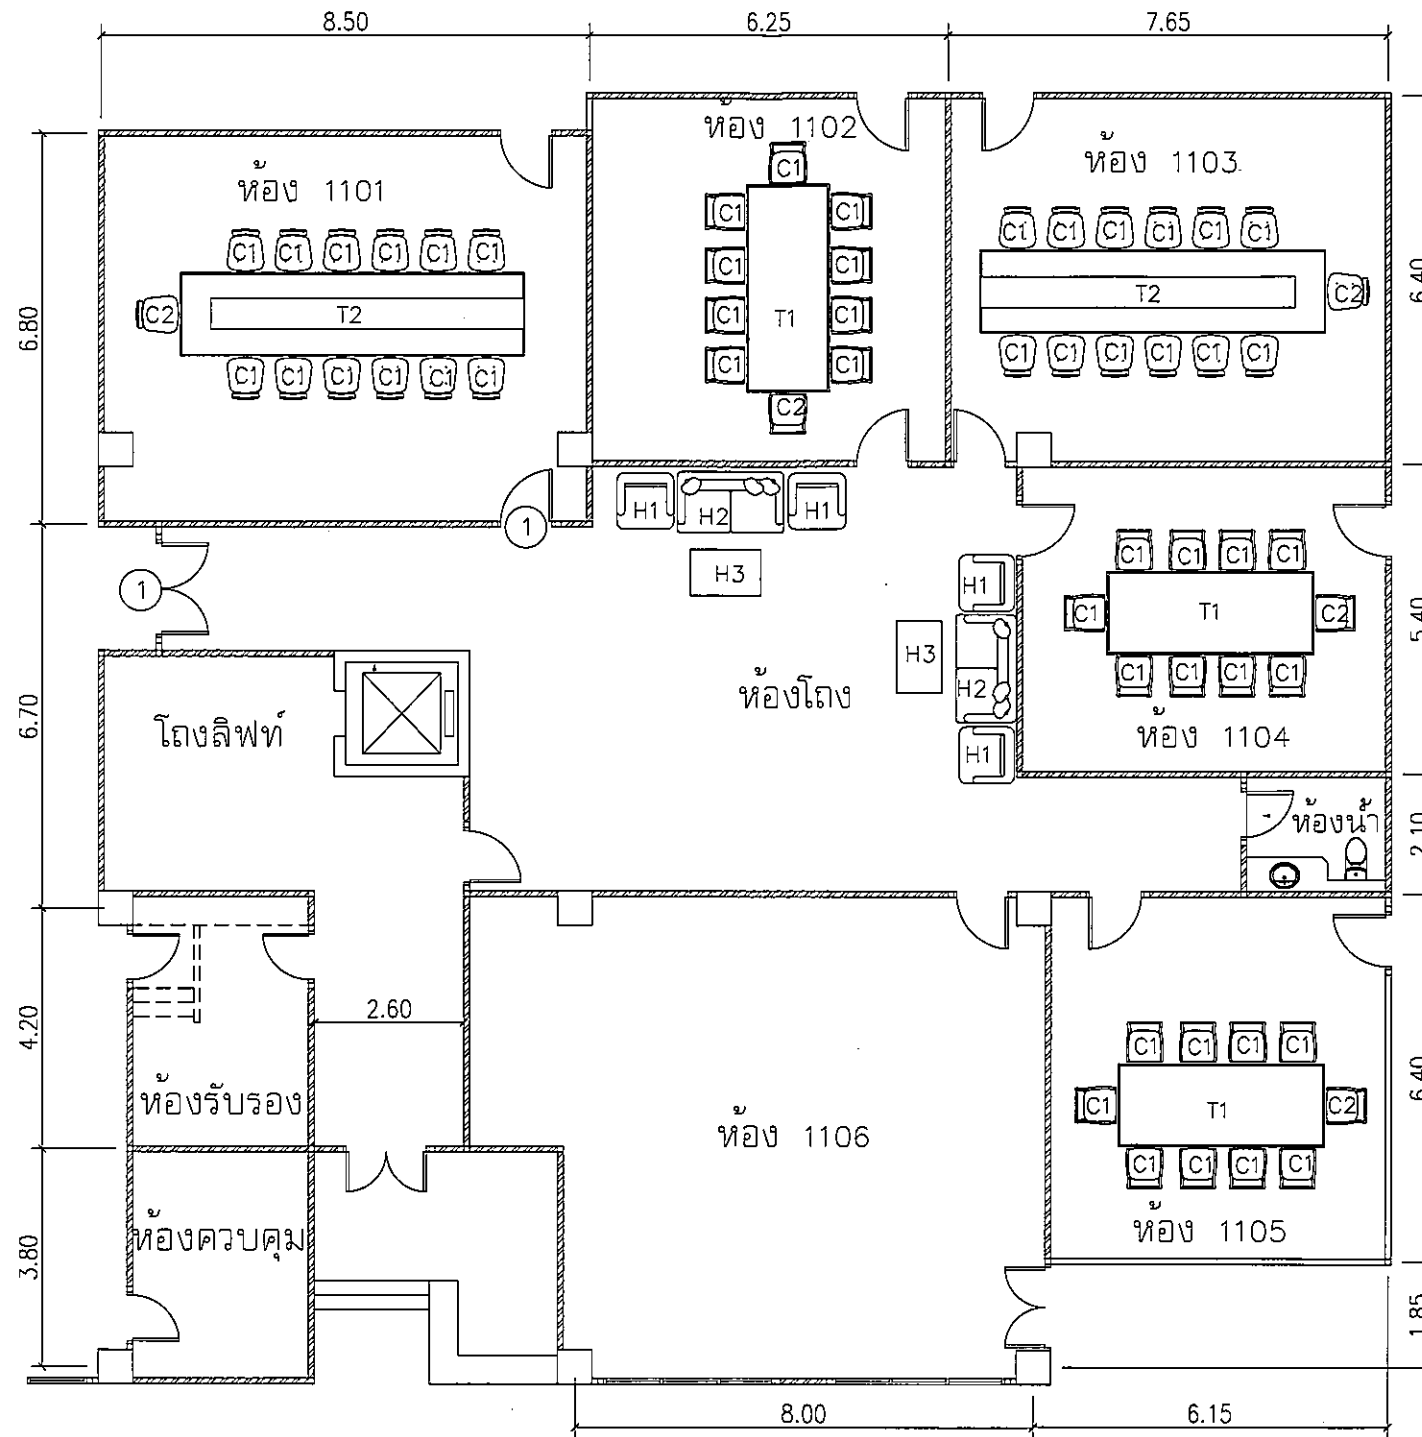 8.50 6.25 7.65
ห้อง 1102
ห้อง 1103
ห้อง 1101
C1
C1 C1
C1 C1 C1 C1 C1 C1
C1 C1 C1 C1 C1 C1
C1 C1
C2 T2
T1
T2 C2
6.40
6.80
C1 C1
C1 C1 C1 C1 C1 C1
C1 C1
C1 C1 C1 C1 C1 C1
C2
H1 H2 H1
1
H3
C1 C1 C1 C1
1
H1
C1 T1 C2
5.40
H3
H2
C1 C1 C1 C1
6.70
ห้องโถง
โถงลิฟท์
ห้อง 1104
H1
ห้องน้ำ
2.10
2.60
4.20
C1 C1 C1 C1
ห้องรับรอง
C1 T1 C2
6.40
ห้อง 1106
C1 C1 C1 C1
ห้อง 1105
ห้องควบคุม
3.80
1.85
8.00 6.15